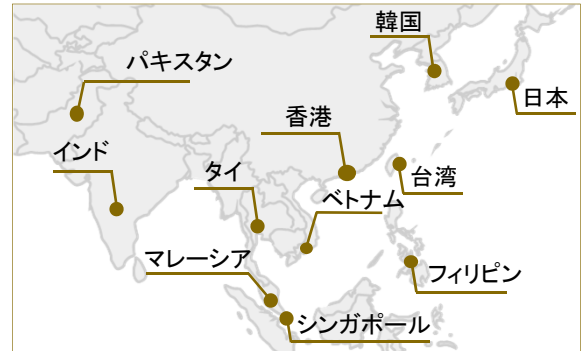 韓国
パキスタン
日本
香港
インド
タイ
台湾
ベトナム
マレーシア
フィリピン
シンガポール